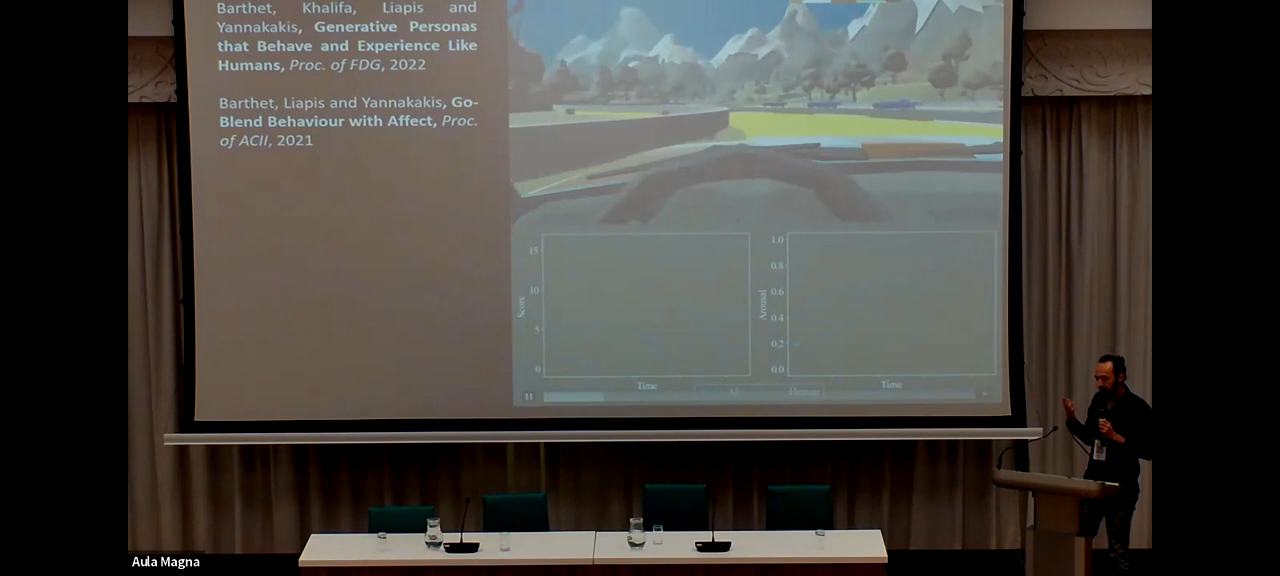 Barthet, Khalifa, Liapis and
Yannakakis, Generative Personas
that Behave and Experience Like
Humans, Proc. of FDG, 2022
Barthet, Liapis and Yannakakis, Go-
Blend Behaviour with Affect, Proc.
of ACII, 2021
15
10
5
0
Score
Time
1.0
0.8
0.6
0.4
0.2
0.0
Arousal
Time
AI
Human
Aula Magna